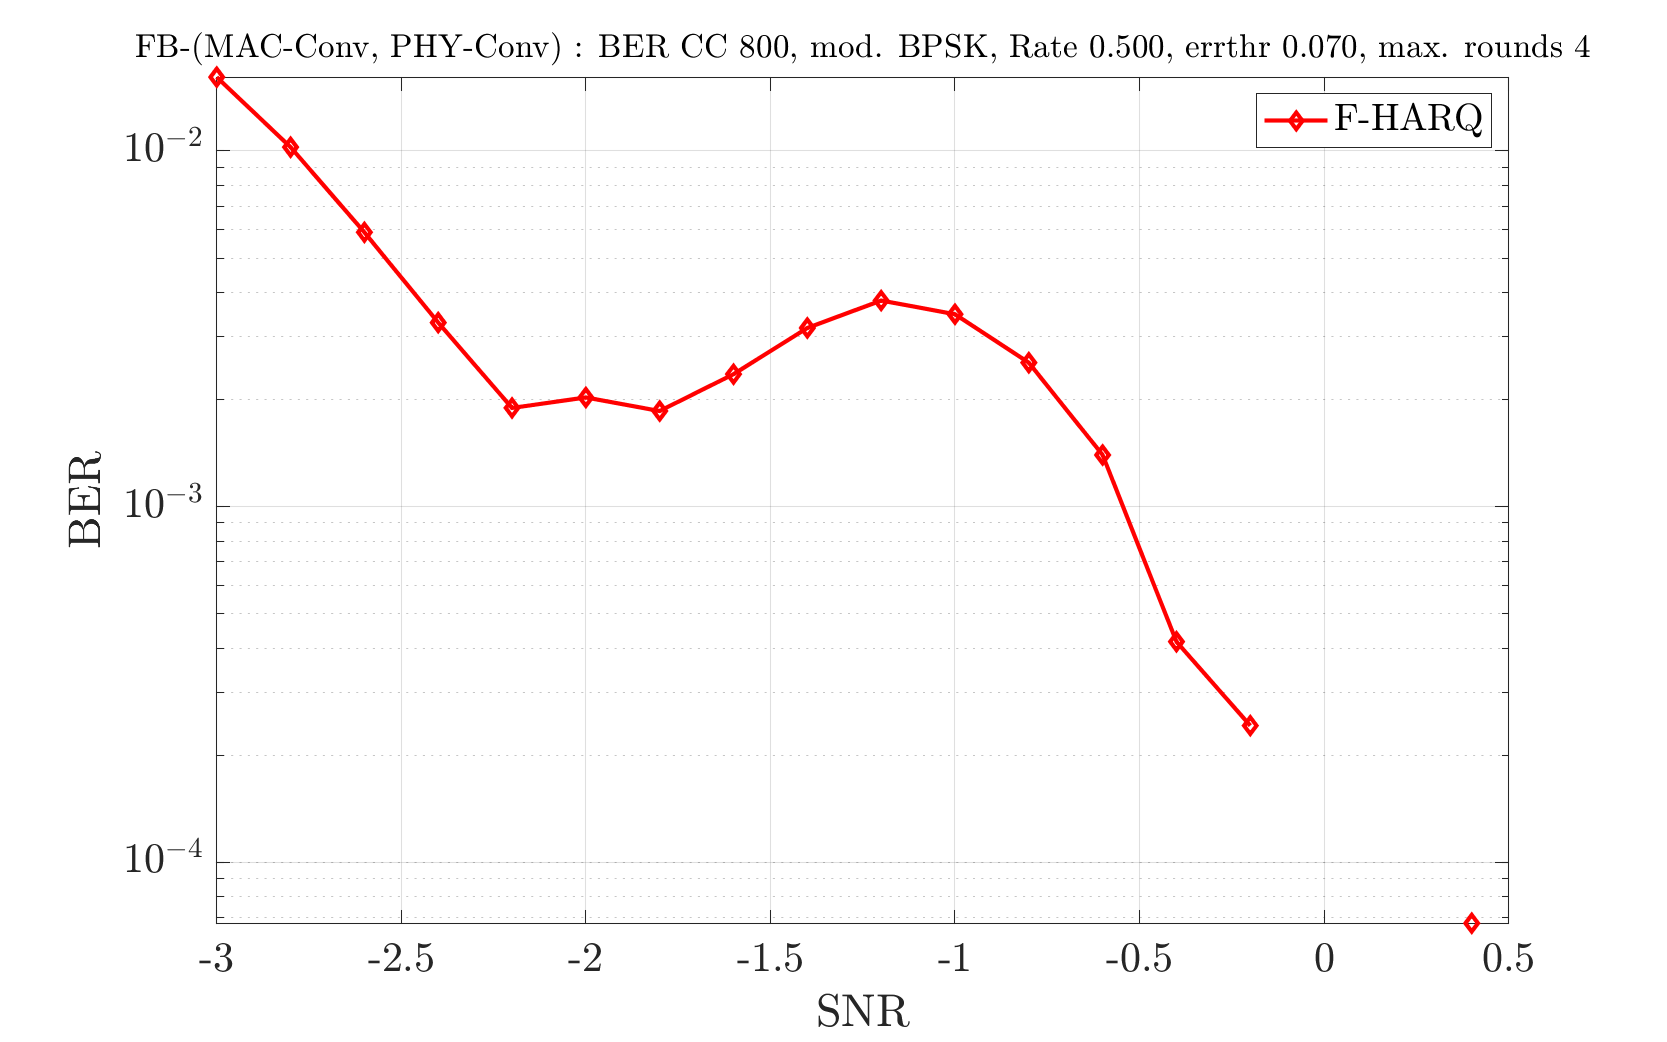 FB-(MAC-Conv, PHY-Conv) : BER CC 800, mod. BPSK, Rate 0.500, errthr 0.070, max. rounds 4
F-HARQ
10⁻²
10⁻³
10⁻⁴
BER
-3 -2.5 -2 -1.5 -1 -0.5 0 0.5
SNR